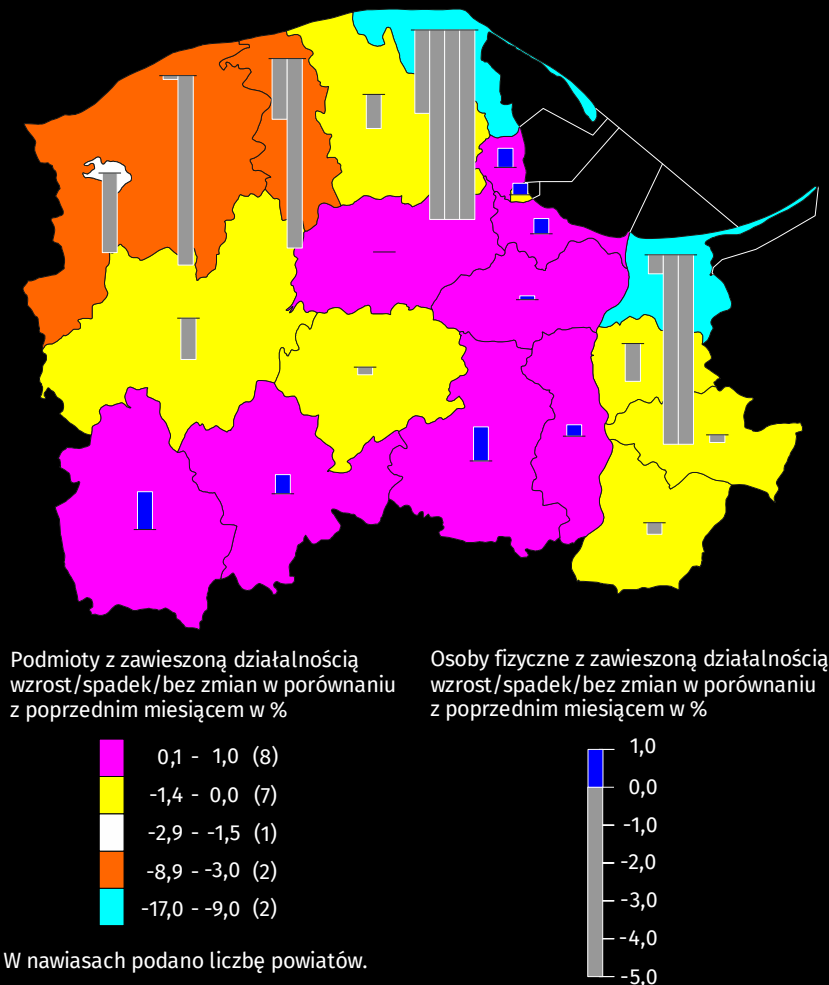 Podmioty z zawieszoną działalnością
wzrost/spadek/bez zmian w porównaniu
z poprzednim miesiącem w %
0,1 - 1,0 (8)
-1,4 - 0,0 (7)
-2,9 - -1,5 (1)
-8,9 - -3,0 (2)
-17,0 - -9,0 (2)
W nawiasach podano liczbę powiatów.
Osoby fizyczne z zawieszoną działalnością
wzrost/spadek/bez zmian w porównaniu
z poprzednim miesiącem w %
1,0
0,0
-1,0
-2,0
-3,0
-4,0
-5,0